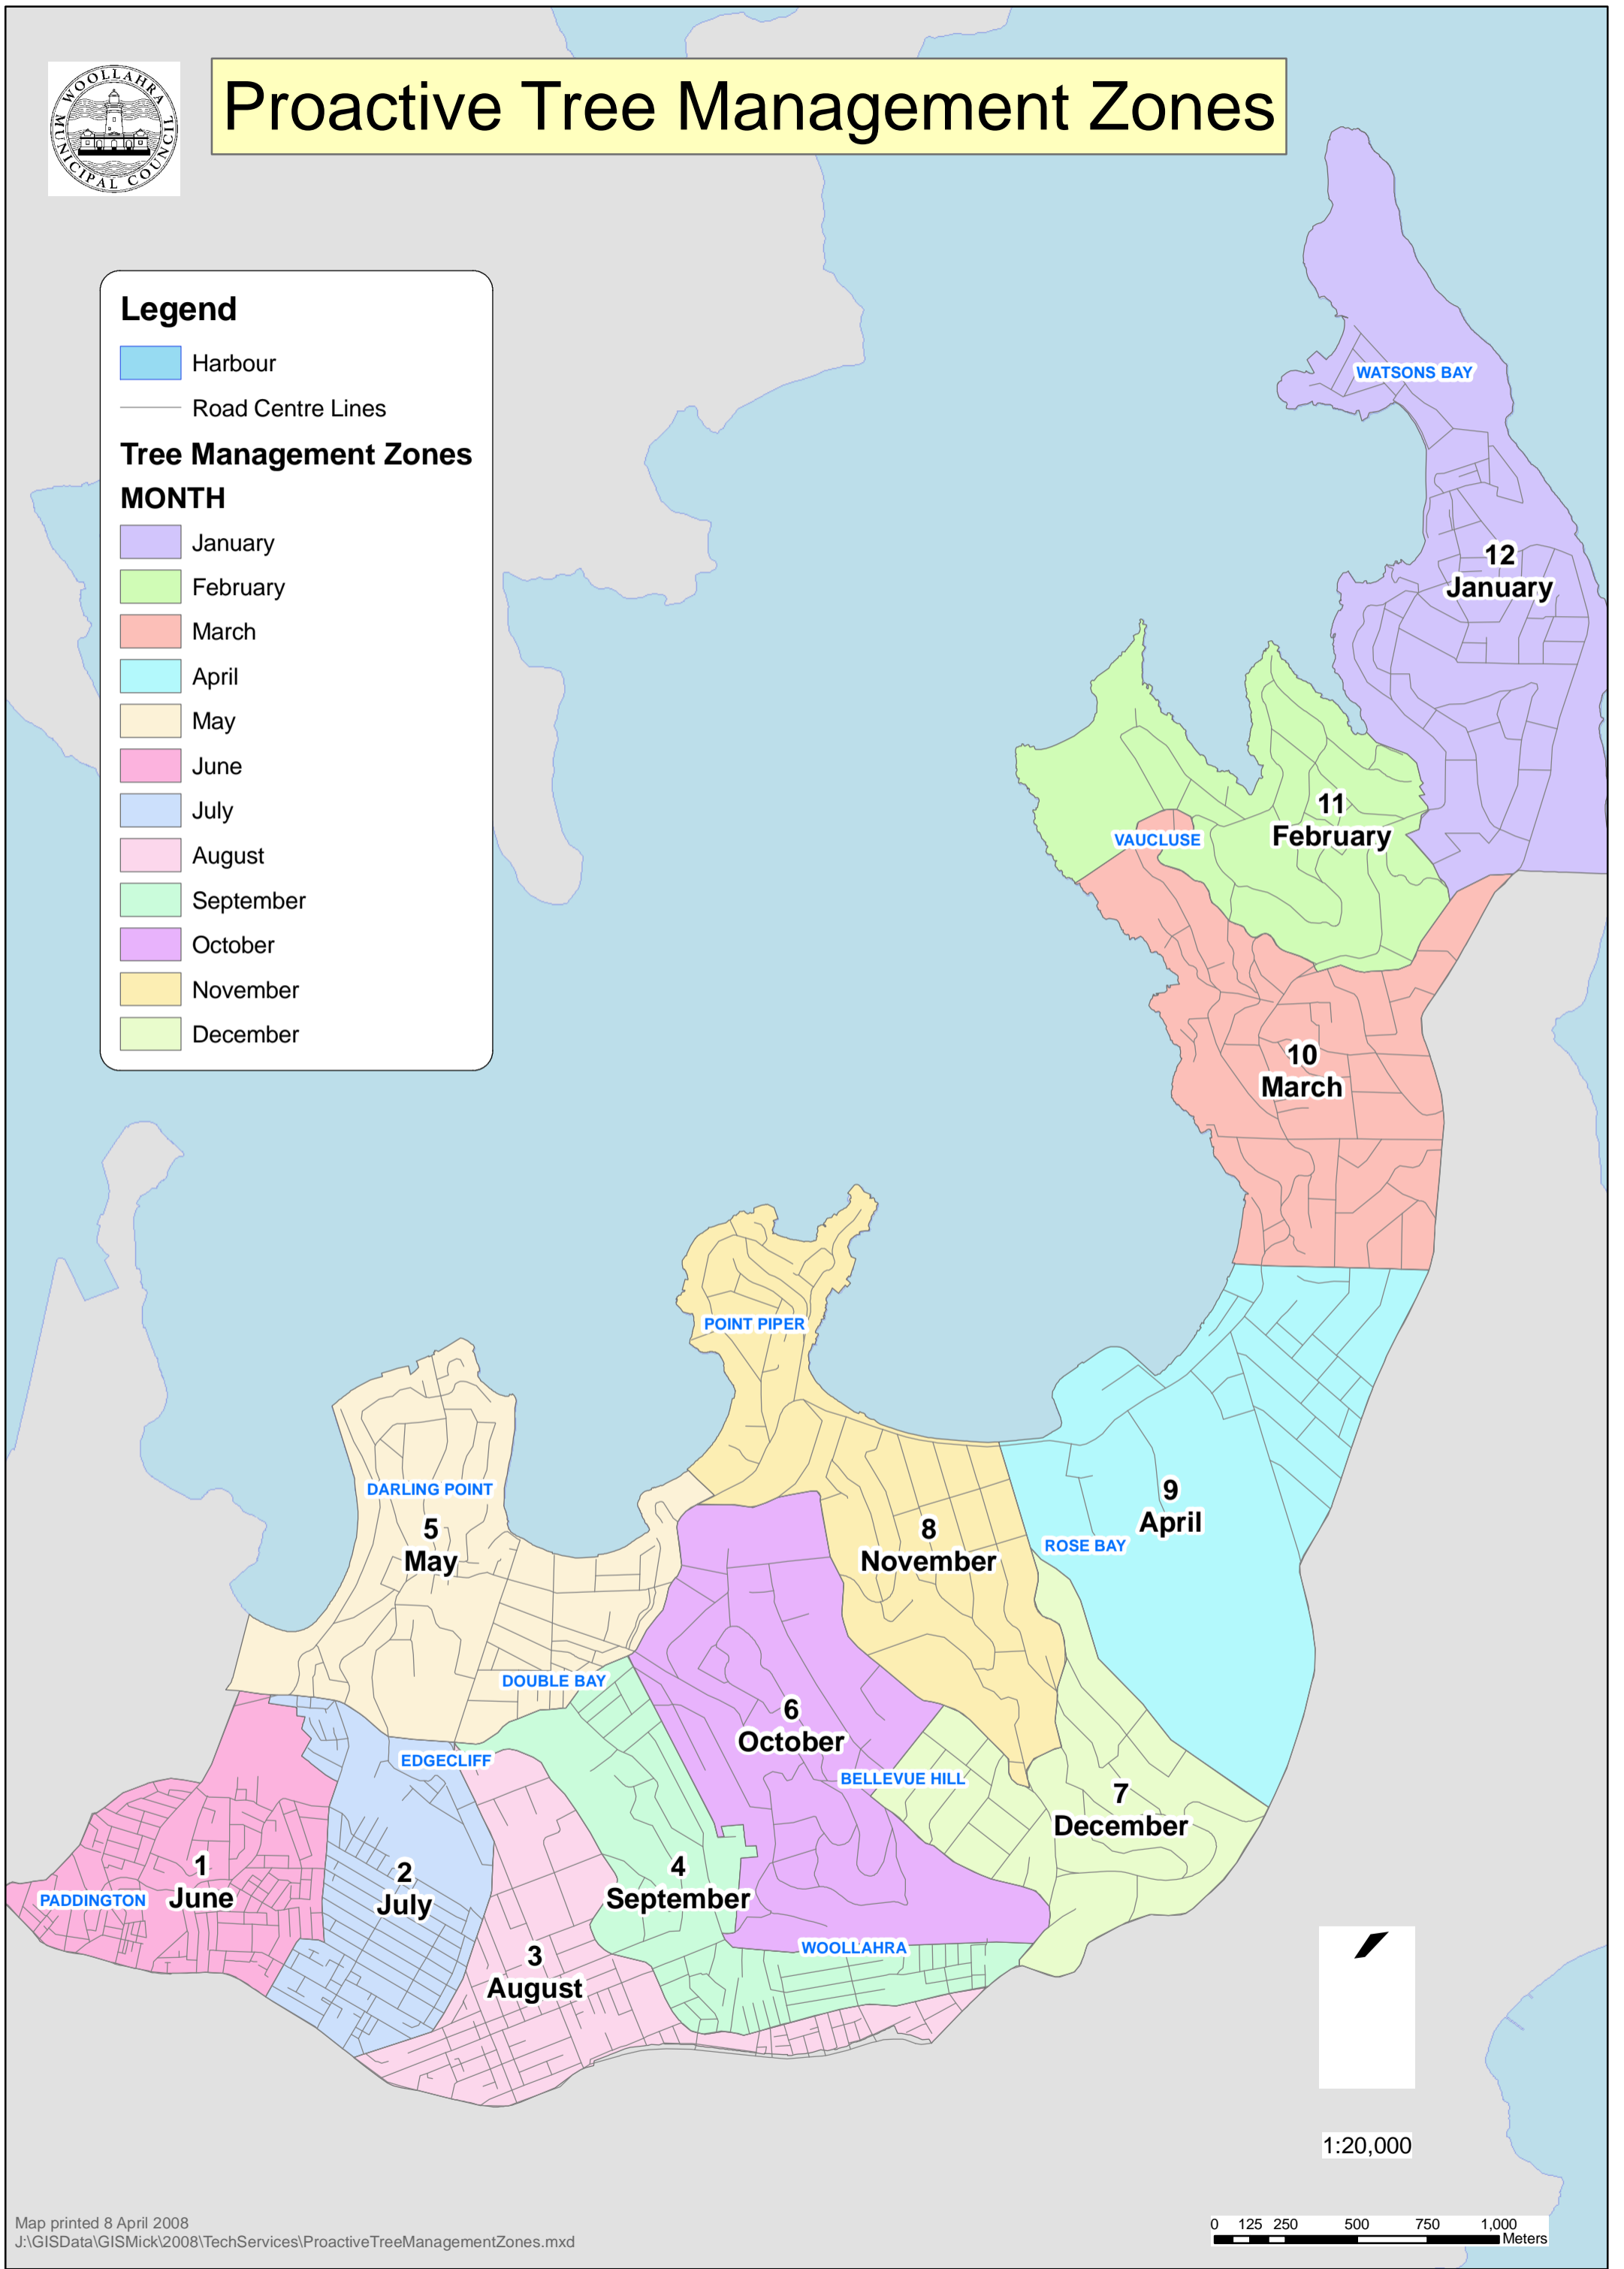 WOOLLAHRA
MUNICIPAL COUNCIL
Proactive Tree Management Zones
Legend
Harbour
Road Centre Lines
Tree Management Zones
MONTH
January
February
March
April
May
June
July
August
September
October
November
December
WATSONS BAY
12
January
11
February
VAUCLUSE
10
March
POINT PIPER
DARLING POINT
5
May
8
November
9
April
ROSE BAY
DOUBLE BAY
6
October
EDGECLIFF
BELLEVUE HILL
7
December
1
June
PADDINGTON
2
July
4
September
WOOLLAHRA
3
August
1:20,000
Map printed 8 April 2008
J:\GISData\GISMick\2008\TechServices\ProactiveTreeManagementZones.mxd
0 125 250 500 750 1,000
Meters